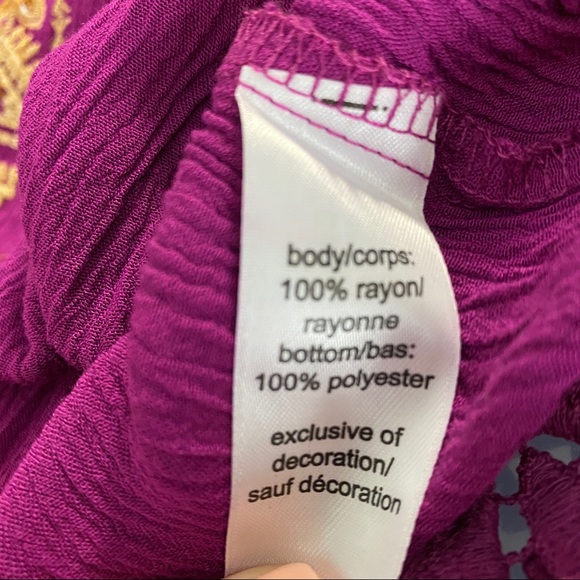 body/corps:
100% rayon/
rayonne
bottom/bas:
100% polyester
exclusive of
decoration/
sauf décoration